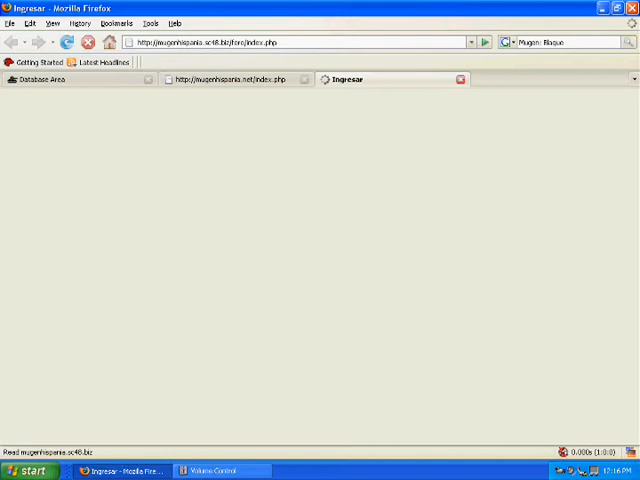 Ingresar - Mozilla Firefox
File Edit View History Bookmarks Tools Help
http://mugenhispania.sc48.biz/foro/index.php Mugen: Blaque
Getting Started Latest Headlines
Database Area http://mugenhispania.net/index.php Ingresar
Read mugenhispania.sc48.biz 0.000s (1:0:0)
start Ingresar - Mozilla Fire... Volume Control 12:16 PM